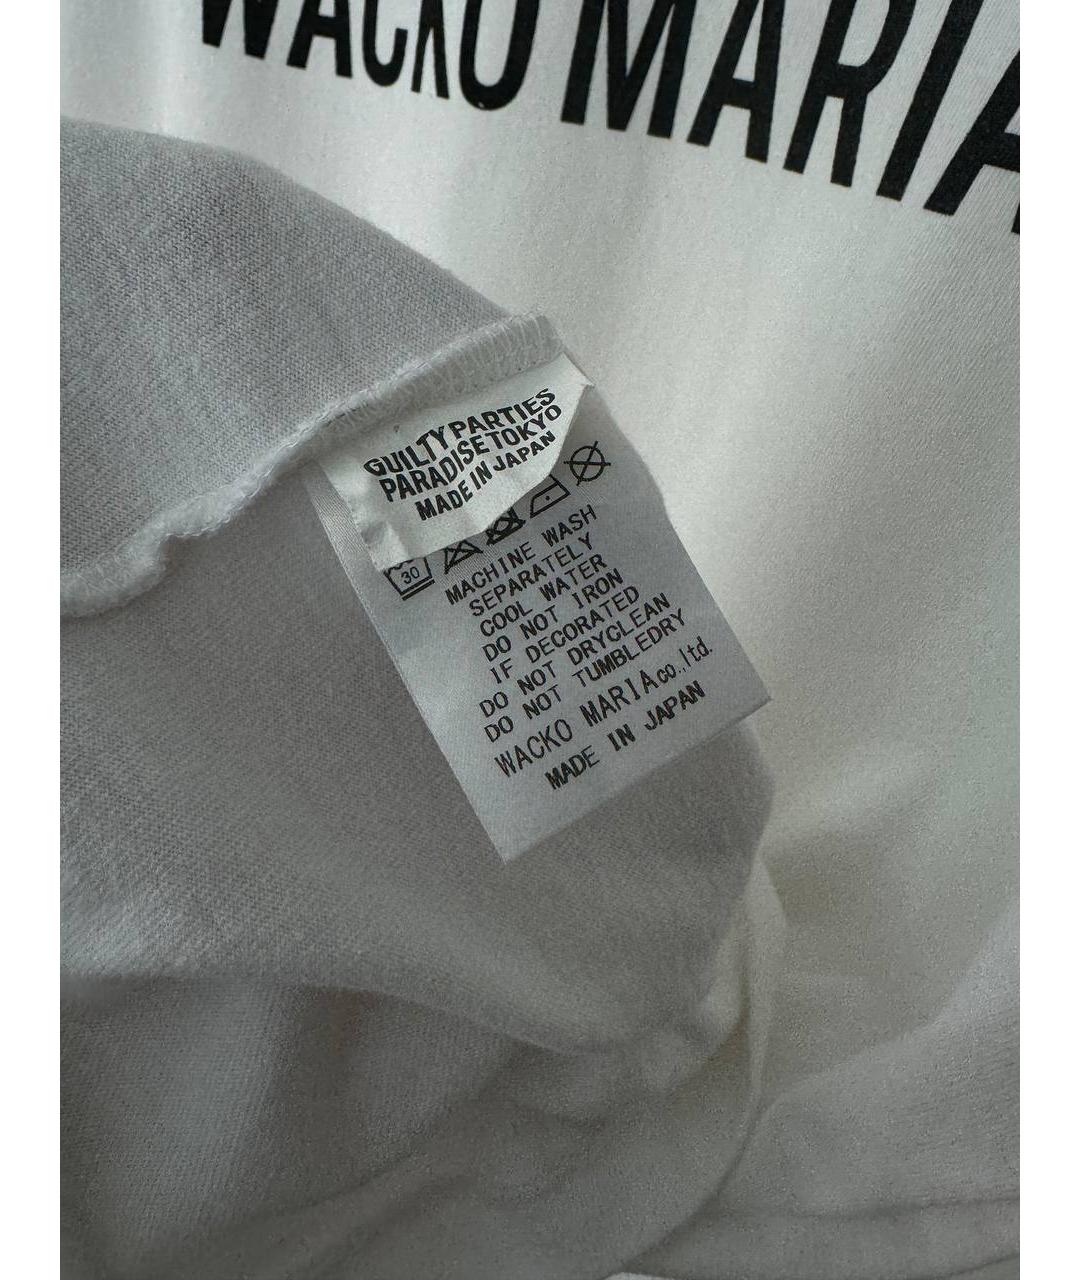 WACKO MARIA
GUILTY PARTIES
PARADISE TOKYO
MADE IN JAPAN
30
MACHINE WASH
SEPARATELY
COOL WATER
DO NOT IRON
IF DECORATED
DO NOT DRYCLEAN
DO NOT TUMBLEDRY
WACKO MARIA co.,ltd.
MADE IN JAPAN